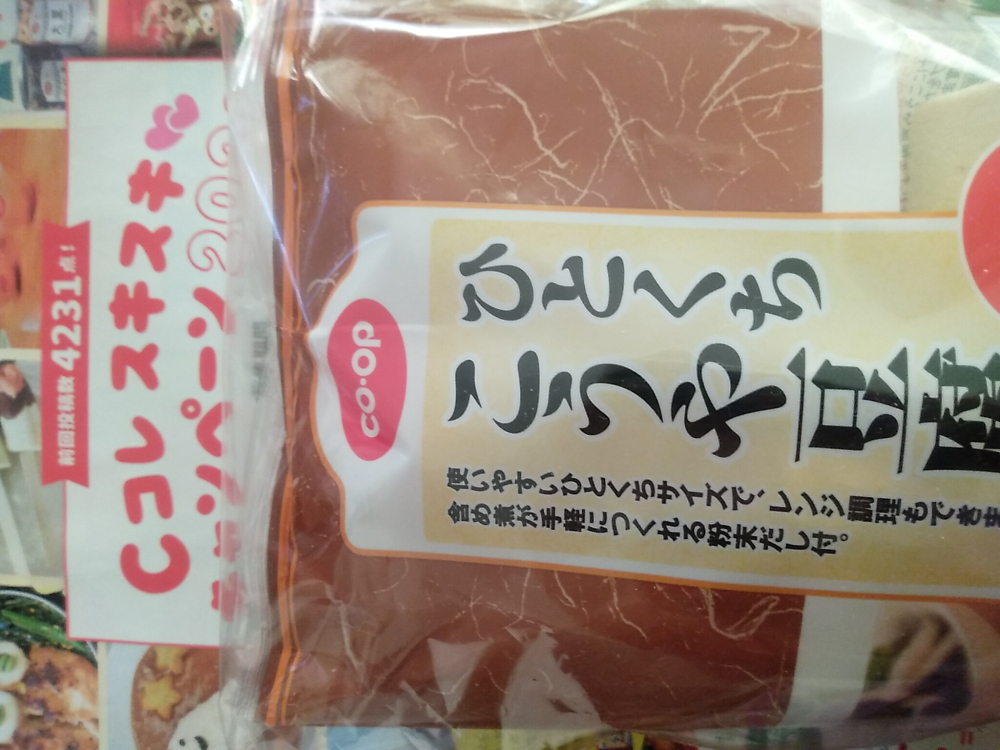 co·op
ひとくち
こうや豆腐
使いやすいひとくちサイズで、レンジ調理もできま
含め煮が手軽につくれる粉末だし付。
前回投稿数4231点!
Cコレスキスキ
キャンペーン